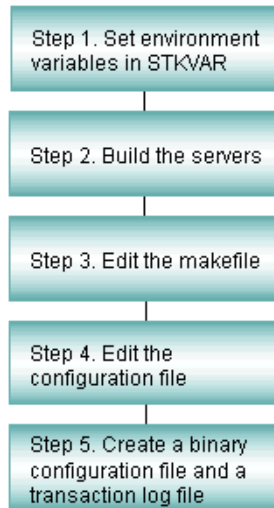 Step 1. Set environment
variables in STKVAR
Step 2. Build the servers
Step 3. Edit the makefile
Step 4. Edit the
configuration file
Step 5. Create a binary
configuration file and a
transaction log file